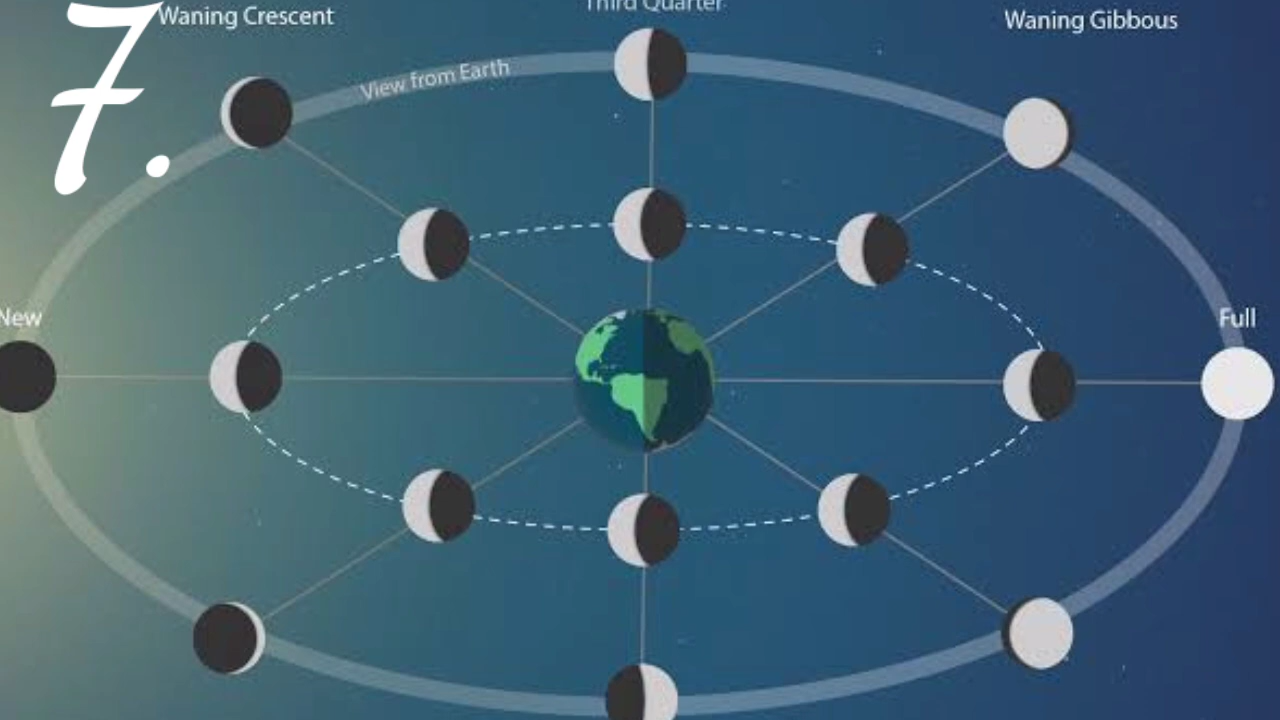 7.
Waning Crescent
Third Quarter
Waning Gibbous
View from Earth
New
Full